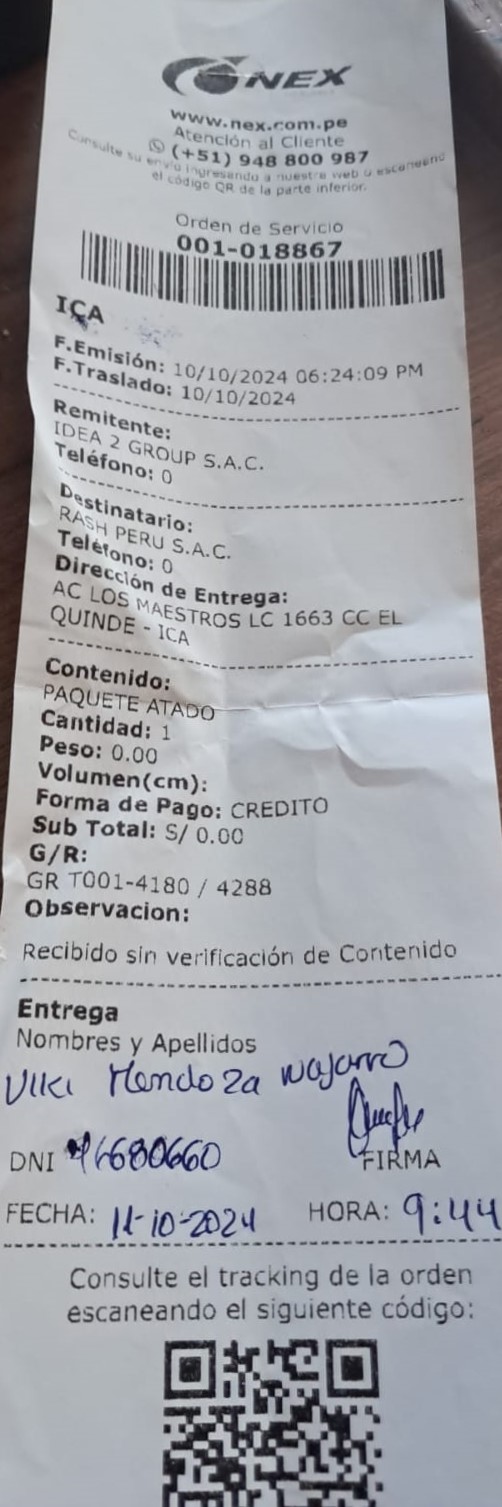 NEX
www.nex.com.pe
Atención al Cliente
(+51) 948 800 987
Consulte su envío ingresando a nuestra web o escaneand
el código QR de la parte inferior.
Orden de Servicio
001-018867
ICA
F.Emisión: 10/10/2024 06:24:09 PM
F.Traslado: 10/10/2024
Remitente:
IDEA 2 GROUP S.A.C.
Teléfono: 0
Destinatario:
RASH PERU S.A.C.
Teléfono: 0
Dirección de Entrega:
AC LOS MAESTROS LC 1663 CC EL
QUINDE - ICA
Contenido:
PAQUETE ATADO
Cantidad: 1
Peso: 0.00
Volumen(cm):
Forma de Pago: CREDITO
Sub Total: S/ 0.00
G/R:
GR T001-4180 / 4288
Observacion:
Recibido sin verificación de Contenido
Entrega
Nombres y Apellidos
Viki Mendoza
DNI
FIRMA
FECHA: 11-10-2024 HORA: 9:44
Consulte el tracking de la orden
escaneando el siguiente código: